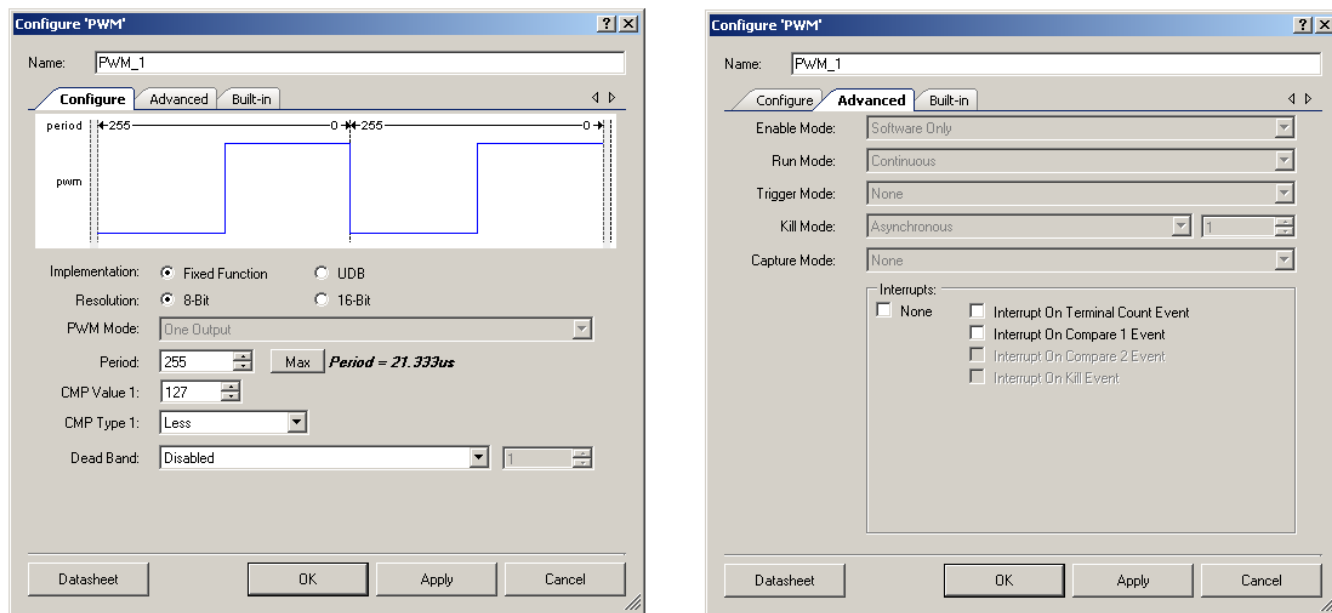 Configure 'PWM'
Name: PWM_1
Configure Advanced Built-in
period 255 0 255 0
pwm
Implementation: Fixed Function UDB
Resolution: 8-Bit 16-Bit
PWM Mode: One Output
Period: 255 Max Period = 21.333us
CMP Value 1: 127
CMP Type 1: Less
Dead Band: Disabled 1
Datasheet OK Apply Cancel
Configure 'PWM'
Name: PWM_1
Configure Advanced Built-in
Enable Mode: Software Only
Run Mode: Continuous
Trigger Mode: None
Kill Mode: Asynchronous 1
Capture Mode: None
Interrupts:
None Interrupt On Terminal Count Event
Interrupt On Compare 1 Event
Interrupt On Compare 2 Event
Interrupt On Kill Event
Datasheet OK Apply Cancel